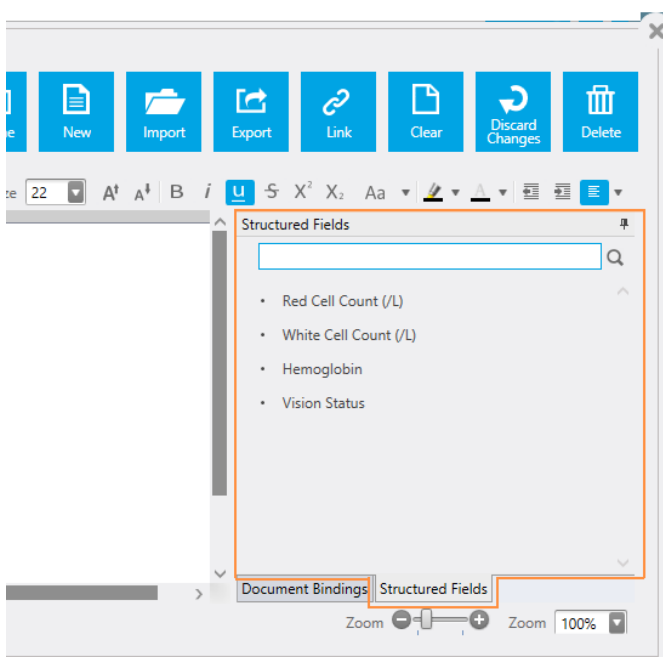 New Import Export Link Clear Discard Changes Delete
22 A A B i U S X² X₂ Aa A
Structured Fields
• Red Cell Count (/L)
• White Cell Count (/L)
• Hemoglobin
• Vision Status
Document Bindings Structured Fields
Zoom Zoom 100%